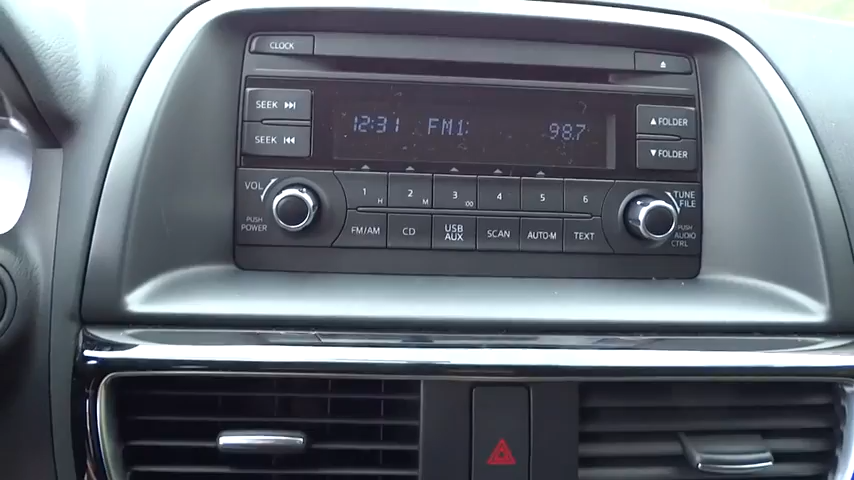 CLOCK
SEEK
SEEK
12:31 FM1 98.7
FOLDER
FOLDER
VOL
PUSH
POWER
1 H 2 M 3 :00 4 5 6
FM/AM CD USB AUX SCAN AUTO-M TEXT
TUNE
FILE
PUSH
AUDIO
CTRL